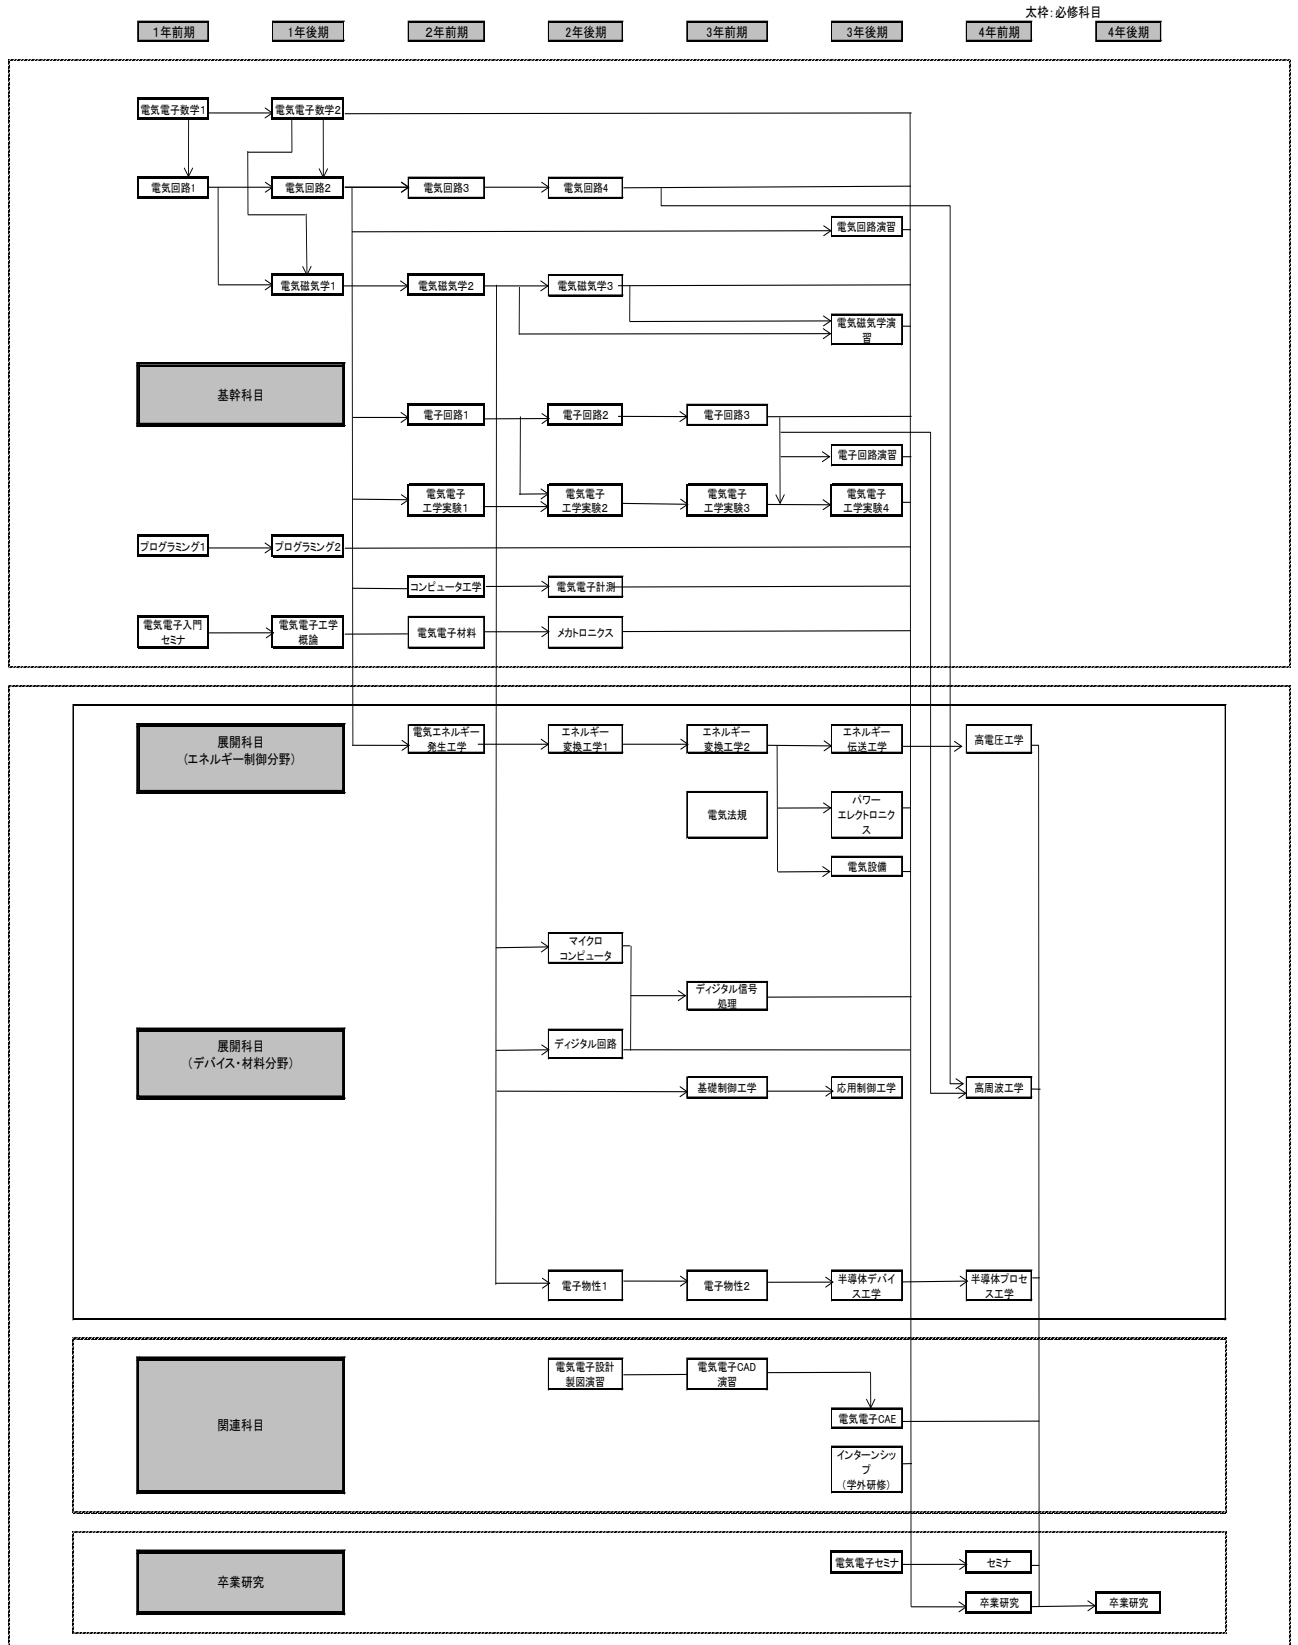 太枠:必修科目
1年前期 1年後期 2年前期 2年後期 3年前期 3年後期 4年前期 4年後期
電気電子数学1 電気電子数学2
電気回路1 電気回路2 電気回路3 電気回路4
電気回路演習
電気磁気学1 電気磁気学2 電気磁気学3
電気磁気学演
習
基幹科目
電子回路1 電子回路2 電子回路3
電子回路演習
電気電子 電気電子 電気電子 電気電子
工学実験1 工学実験2 工学実験3 工学実験4
プログラミング1 プログラミング2
コンピュータ工学 電気電子計測
電気電子入門 電気電子工学
セミナ 概論 電気電子材料 メカトロニクス
展開科目
(エネルギー制御分野)
電気エネルギー エネルギー エネルギー エネルギー
発生工学 変換工学1 変換工学2 伝送工学
高電圧工学
電気法規
パワー
エレクトロニク
ス
電気設備
マイクロ
コンピュータ
ディジタル信号
処理
展開科目
(デバイス・材料分野)
ディジタル回路
基礎制御工学 応用制御工学 高周波工学
電子物性1 電子物性2
半導体デバイ 半導体プロセ
ス工学 ス工学
関連科目
電気電子設計 電気電子CAD
製図演習 演習
電気電子CAE
インターンシッ
プ
(学外研修)
卒業研究
電気電子セミナ セミナ
卒業研究 卒業研究